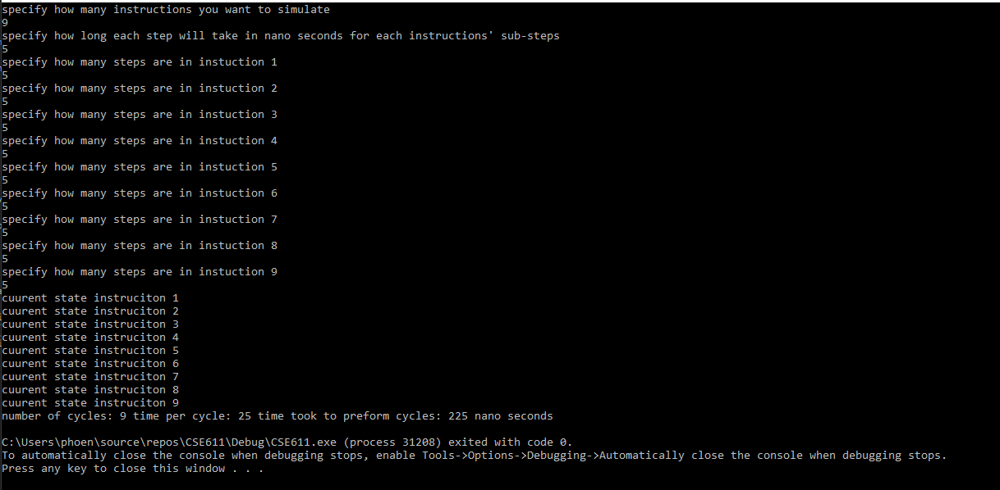 specify how many instructions you want to simulate
9
specify how long each step will take in nano seconds for each instructions' sub-steps
5
specify how many steps are in instuction 1
5
specify how many steps are in instuction 2
5
specify how many steps are in instuction 3
5
specify how many steps are in instuction 4
5
specify how many steps are in instuction 5
5
specify how many steps are in instuction 6
5
specify how many steps are in instuction 7
5
specify how many steps are in instuction 8
5
specify how many steps are in instuction 9
5
cuurent state instruciton 1
cuurent state instruciton 2
cuurent state instruciton 3
cuurent state instruciton 4
cuurent state instruciton 5
cuurent state instruciton 6
cuurent state instruciton 7
cuurent state instruciton 8
cuurent state instruciton 9
number of cycles: 9 time per cycle: 25 time took to preform cycles: 225 nano seconds
C:\Users\phoen\source\repos\CSE611\Debug\CSE611.exe (process 31208) exited with code 0.
To automatically close the console when debugging stops, enable Tools->Options->Debugging->Automatically close the console when debugging stops.
Press any key to close this window . . .